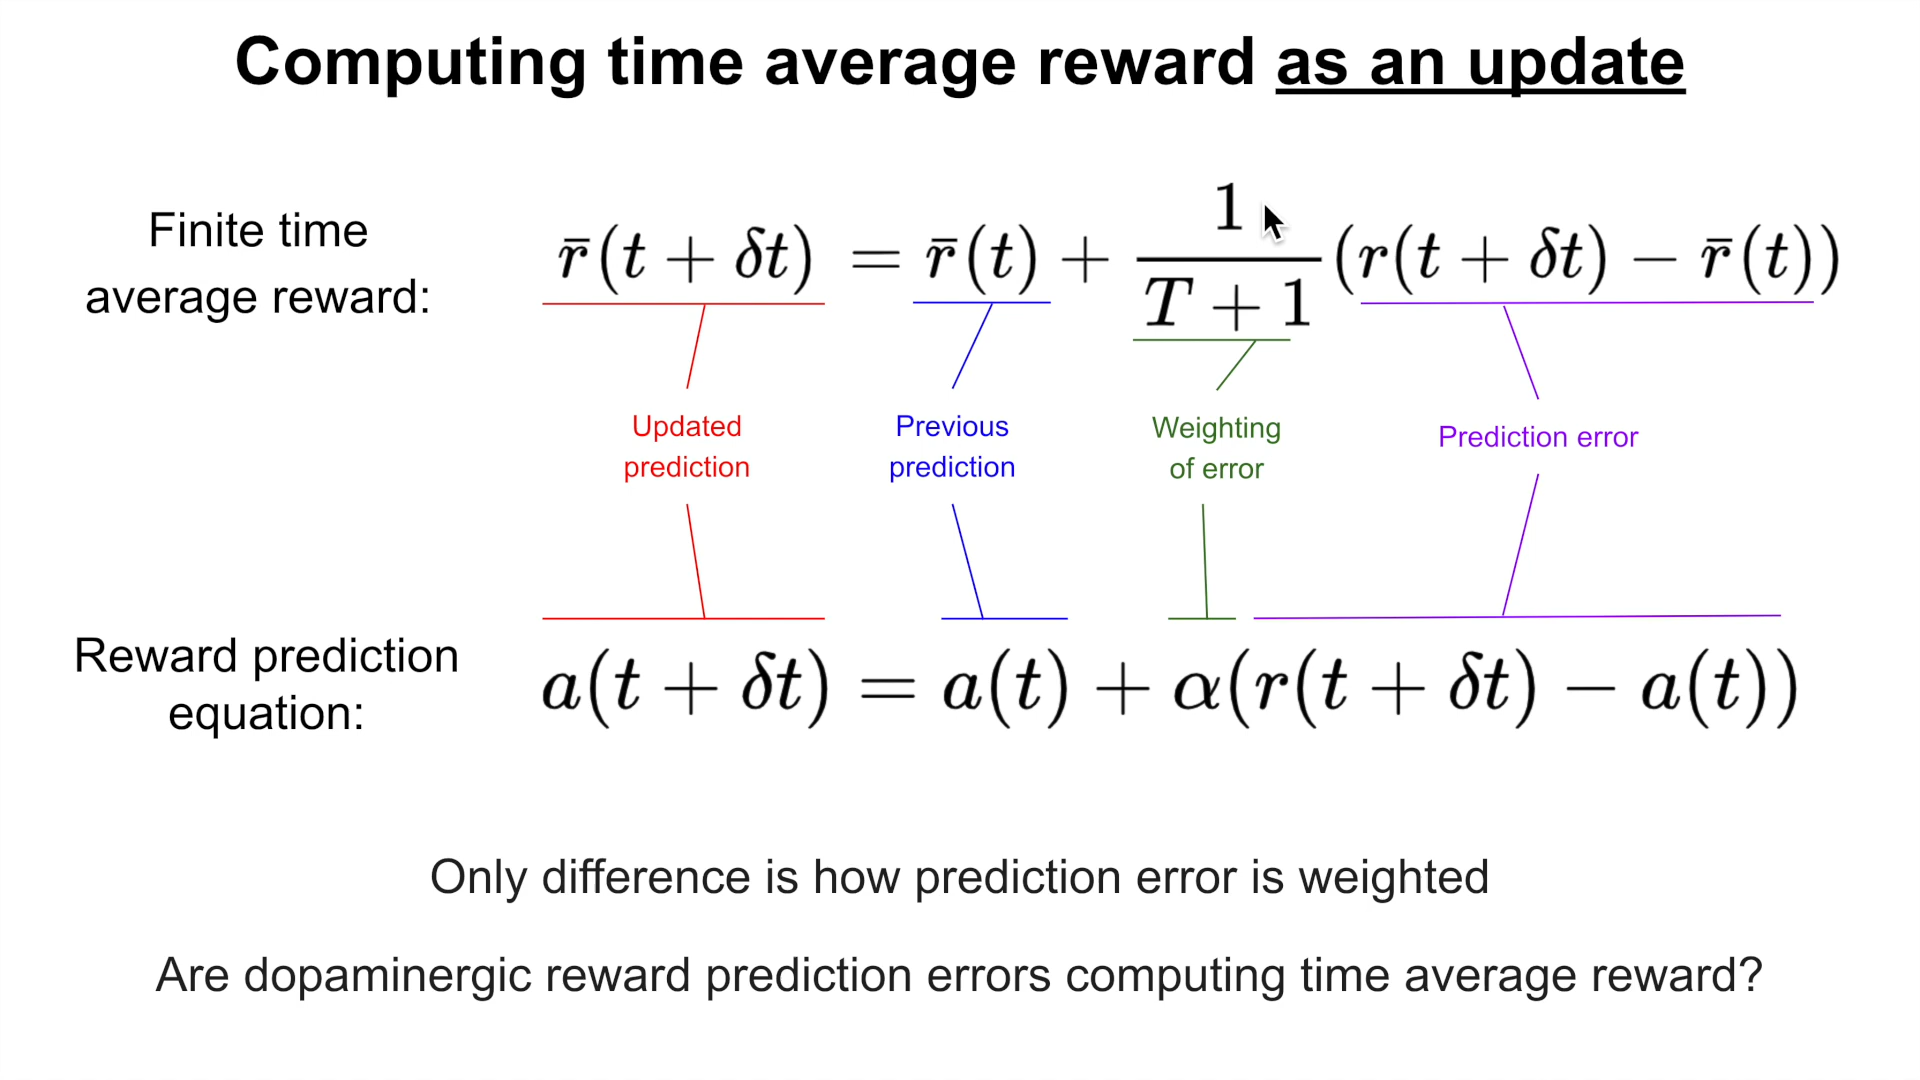 Computing time average reward as an update
Finite time
average reward:
r̄(t + δt) = r̄(t) + 1/(T + 1) (r(t + δt) − r̄(t))
Updated
prediction
Previous
prediction
Weighting
of error
Prediction error
Reward prediction
equation:
a(t + δt) = a(t) + α(r(t + δt) − a(t))
Only difference is how prediction error is weighted
Are dopaminergic reward prediction errors computing time average reward?